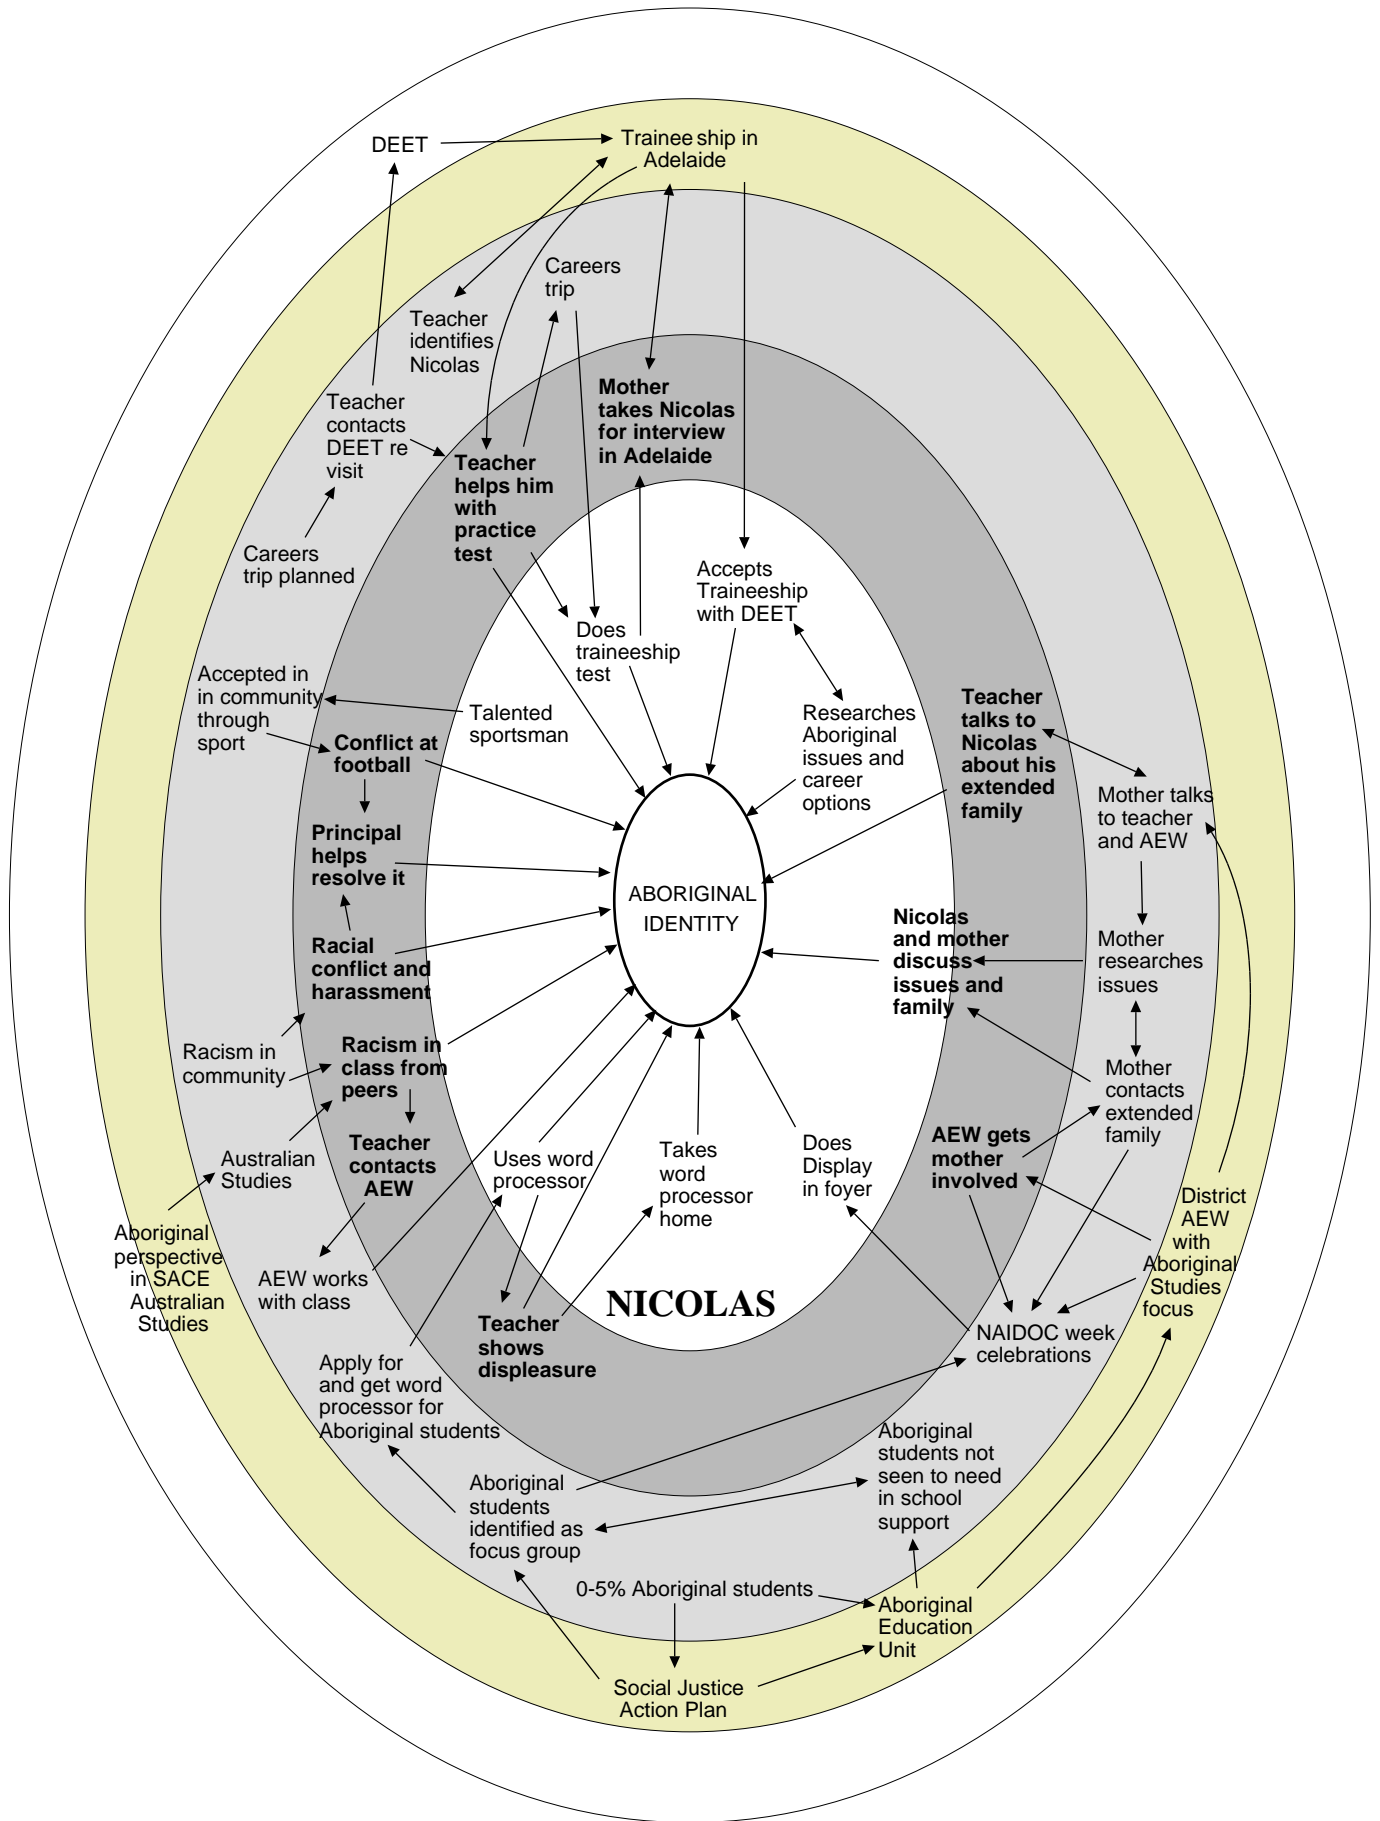 DEET
Trainee ship in
Adelaide
Careers
trip
Teacher
identifies
Nicolas
Mother
takes Nicolas
for interview
in Adelaide
Teacher
contacts
DEET re
visit
Teacher
helps him
with
practice
test
Careers
trip planned
Accepts
Traineeship
with DEET
Does
traineeship
test
Accepted in
in community
through
sport
Talented
sportsman
Conflict at
football
Researches
Aboriginal
issues and
career
options
Teacher
talks to
Nicolas
about his
extended
family
Mother talks
to teacher
and AEW
Principal
helps
resolve it
ABORIGINAL
IDENTITY
Nicolas
and mother
discuss
issues and
family
Mother
researches
issues
Racial
conflict and
harassment
Racism in
community
Racism in
class from
peers
Mother
contacts
extended
family
Teacher
contacts
AEW
Australian
Studies
Uses word
processor
Takes
word
processor
home
Does
Display
in foyer
AEW gets
mother
involved
District
AEW
with
Aboriginal
Studies
focus
Aboriginal
perspective
in SACE
Australian
Studies
AEW works
with class
NICOLAS
Teacher
shows
displeasure
NAIDOC week
celebrations
Apply for
and get word
processor for
Aboriginal students
Aboriginal
students not
seen to need
in school
support
Aboriginal
students
identified as
focus group
0-5% Aboriginal students
Aboriginal
Education
Unit
Social Justice
Action Plan